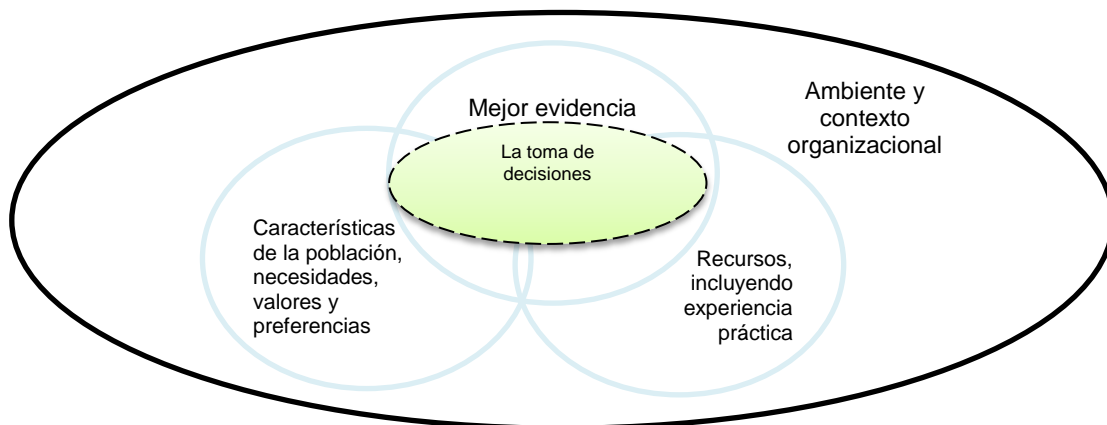 Mejor evidencia
Ambiente y
contexto
organizacional
La toma de
decisiones
Características
de la población,
necesidades,
valores y
preferencias
Recursos,
incluyendo
experiencia
práctica